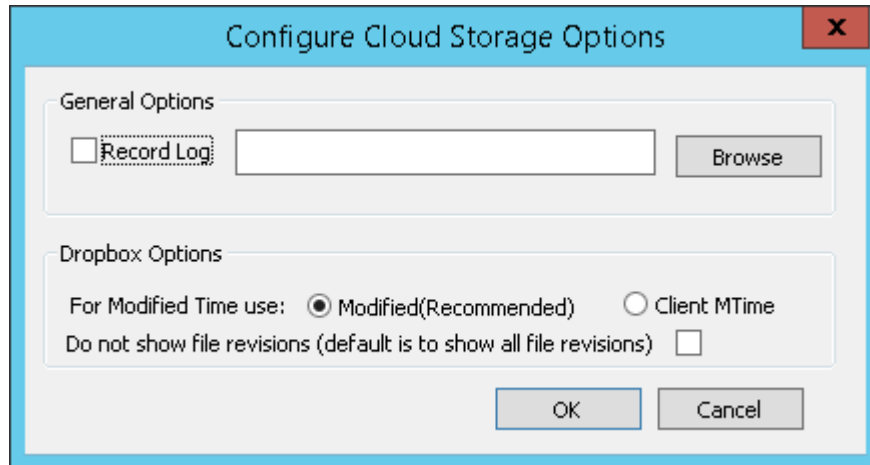 Configure Cloud Storage Options
x
General Options
Record Log
Browse
Dropbox Options
For Modified Time use: Modified(Recommended) Client MTime
Do not show file revisions (default is to show all file revisions)
OK Cancel